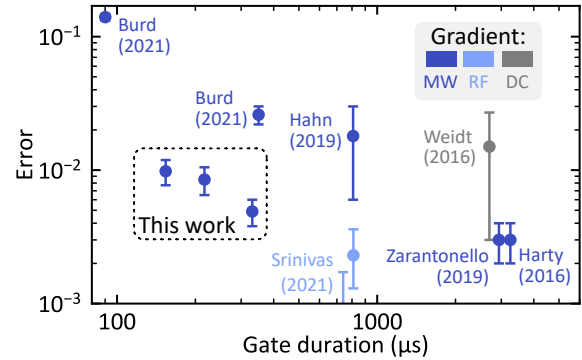 Error
10⁻¹
10⁻²
10⁻³
Burd
(2021)
Burd
(2021)
Hahn
(2019)
Gradient:
MW RF DC
Weidt
(2016)
This work
Srinivas
(2021)
Zarantonello
(2019)
Harty
(2016)
100
1000
Gate duration (μs)